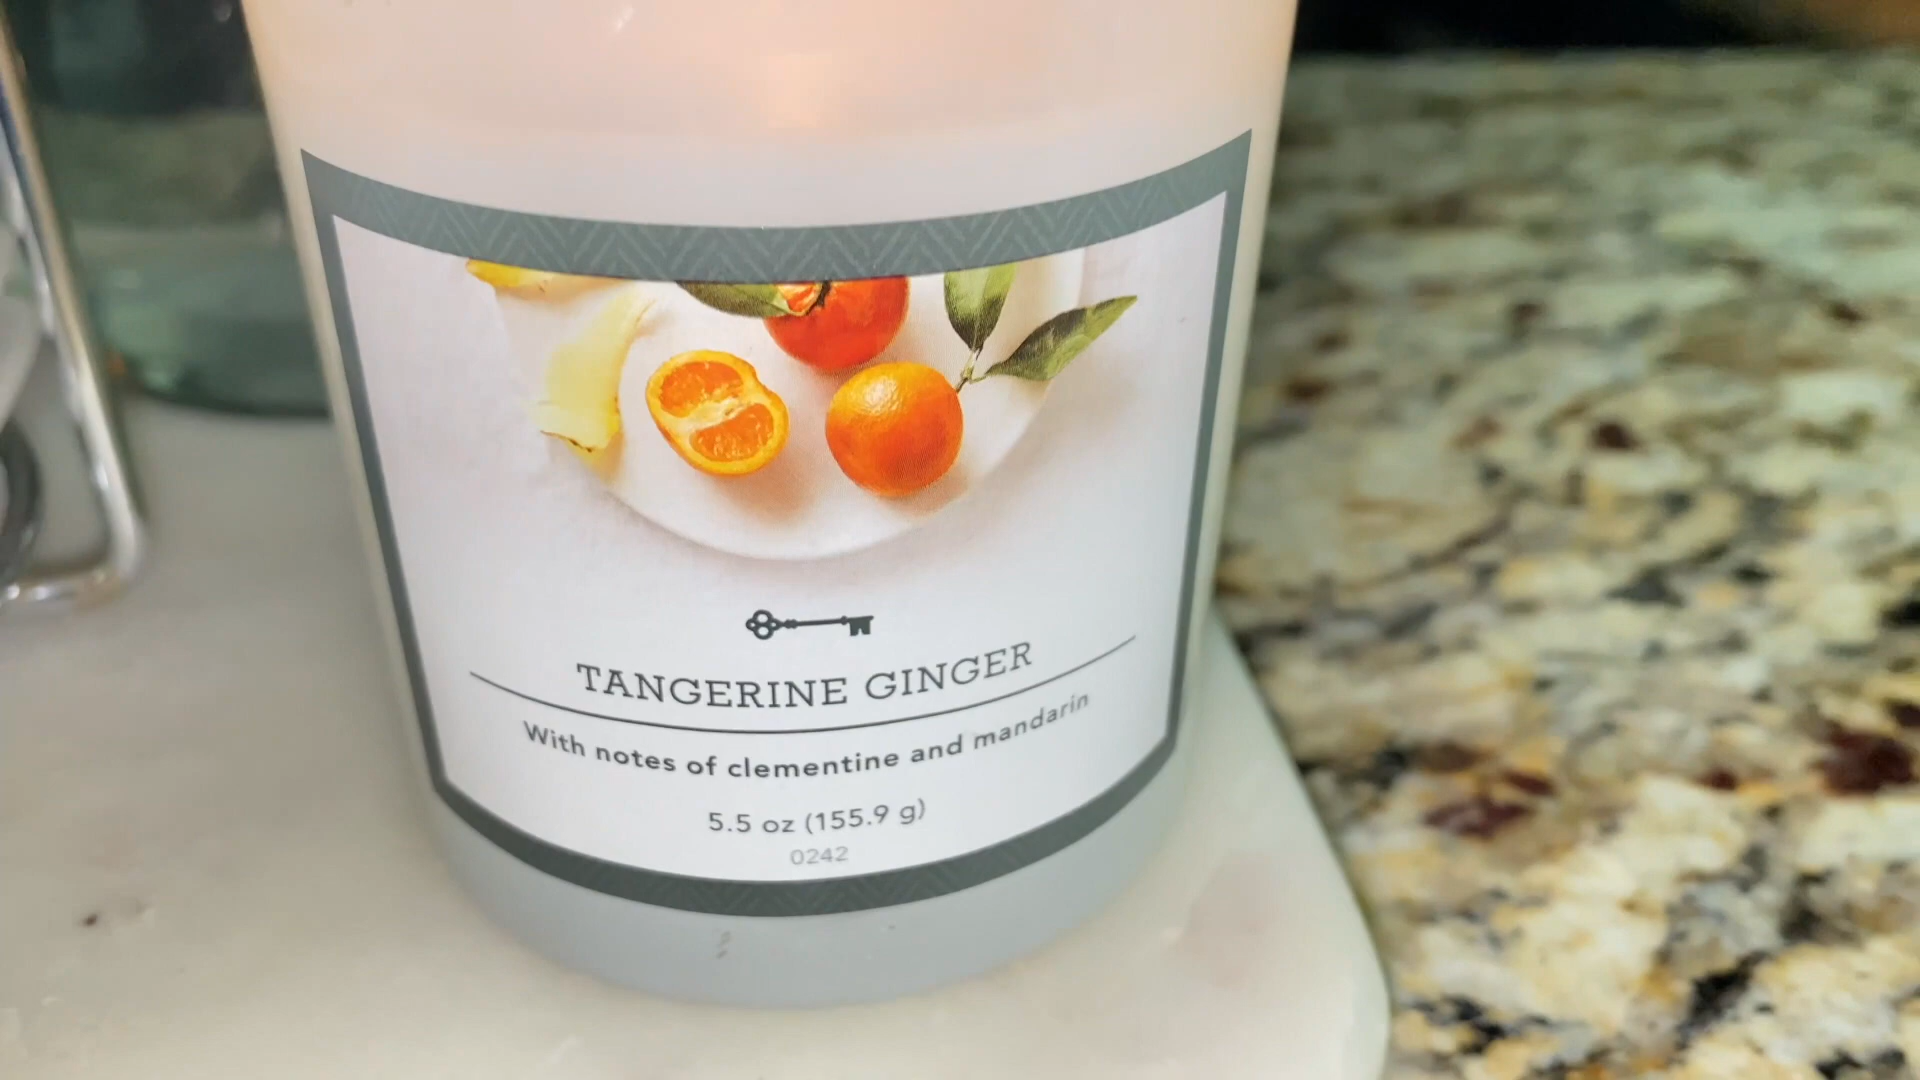 TANGERINE GINGER
With notes of clementine and mandarin
5.5 oz (155.9 g)
0242